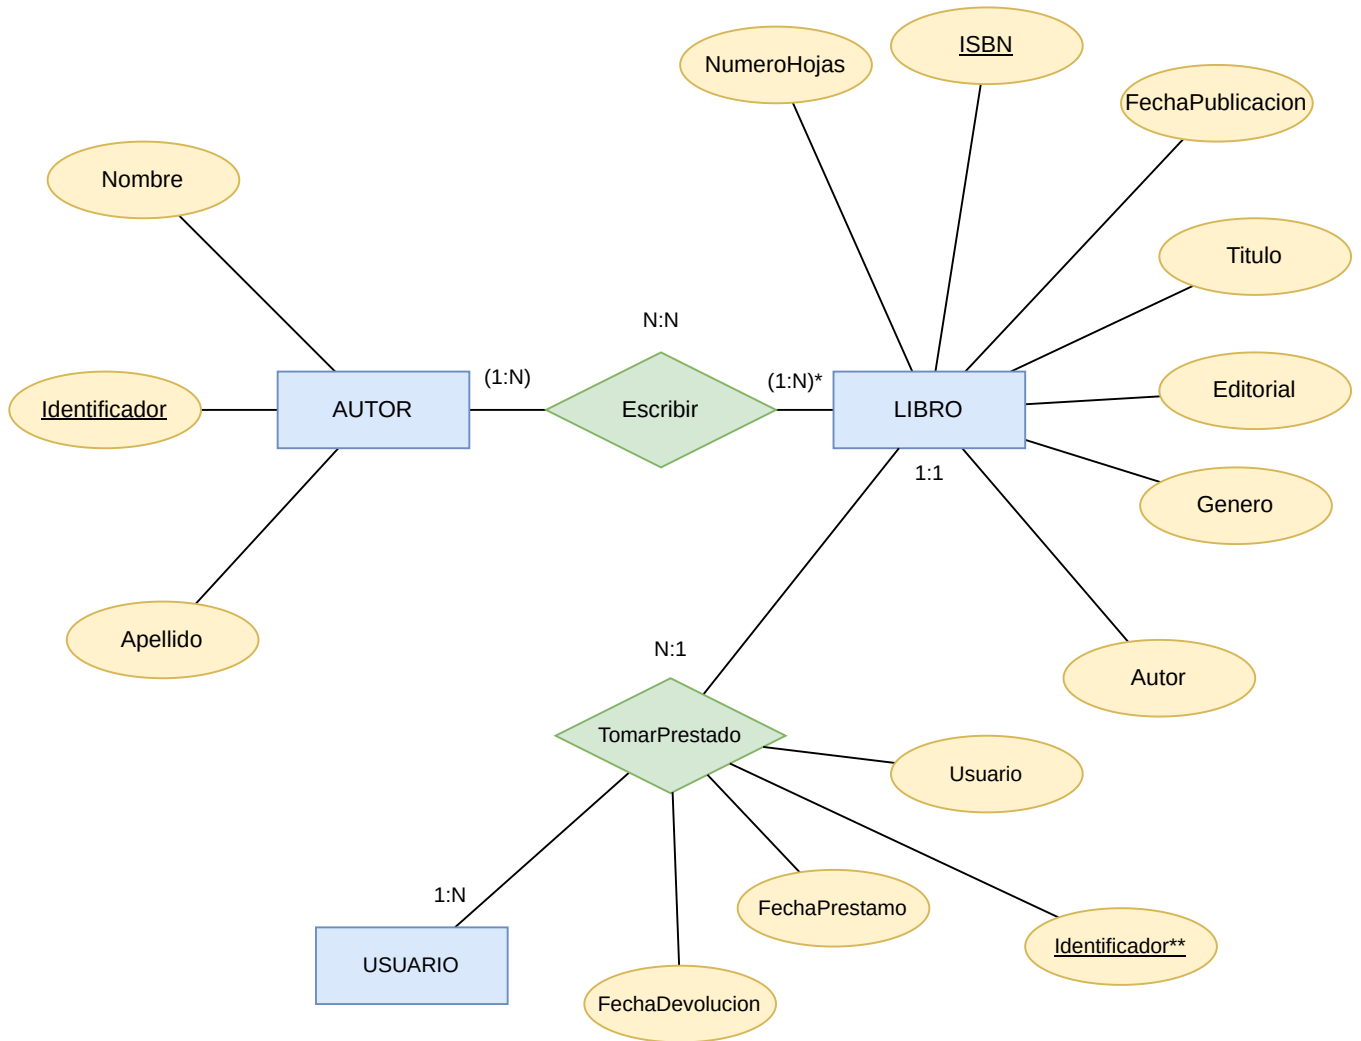 ISBN
NumeroHojas
FechaPublicacion
Nombre
Titulo
N:N
(1:N)
(1:N)*
Editorial
Identificador
AUTOR
Escribir
LIBRO
1:1
Genero
Apellido
N:1
Autor
TomarPrestado
Usuario
1:N
FechaPrestamo
Identificador**
USUARIO
FechaDevolucion